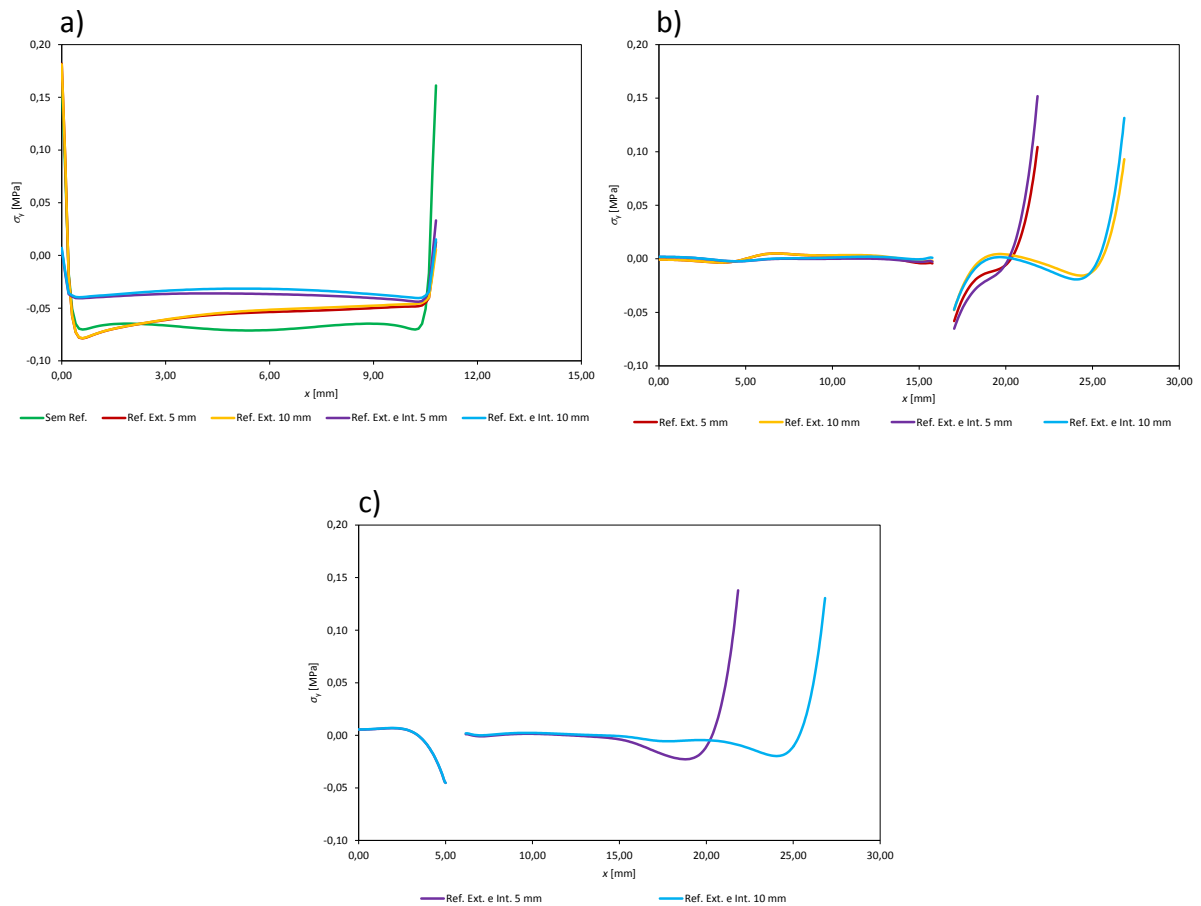 a)
0,20
0,15
0,10
0,05
0,00
-0,05
-0,10
σy [MPa]
0,00 3,00 6,00 9,00 12,00 15,00
x [mm]
Sem Ref. Ref. Ext. 5 mm Ref. Ext. 10 mm Ref. Ext. e Int. 5 mm Ref. Ext. e Int. 10 mm
b)
0,20
0,15
0,10
0,05
0,00
-0,05
-0,10
σy [MPa]
0,00 5,00 10,00 15,00 20,00 25,00 30,00
x [mm]
Ref. Ext. 5 mm Ref. Ext. 10 mm Ref. Ext. e Int. 5 mm Ref. Ext. e Int. 10 mm
c)
0,20
0,15
0,10
0,05
0,00
-0,05
-0,10
σy [MPa]
0,00 5,00 10,00 15,00 20,00 25,00 30,00
x [mm]
Ref. Ext. e Int. 5 mm Ref. Ext. e Int. 10 mm